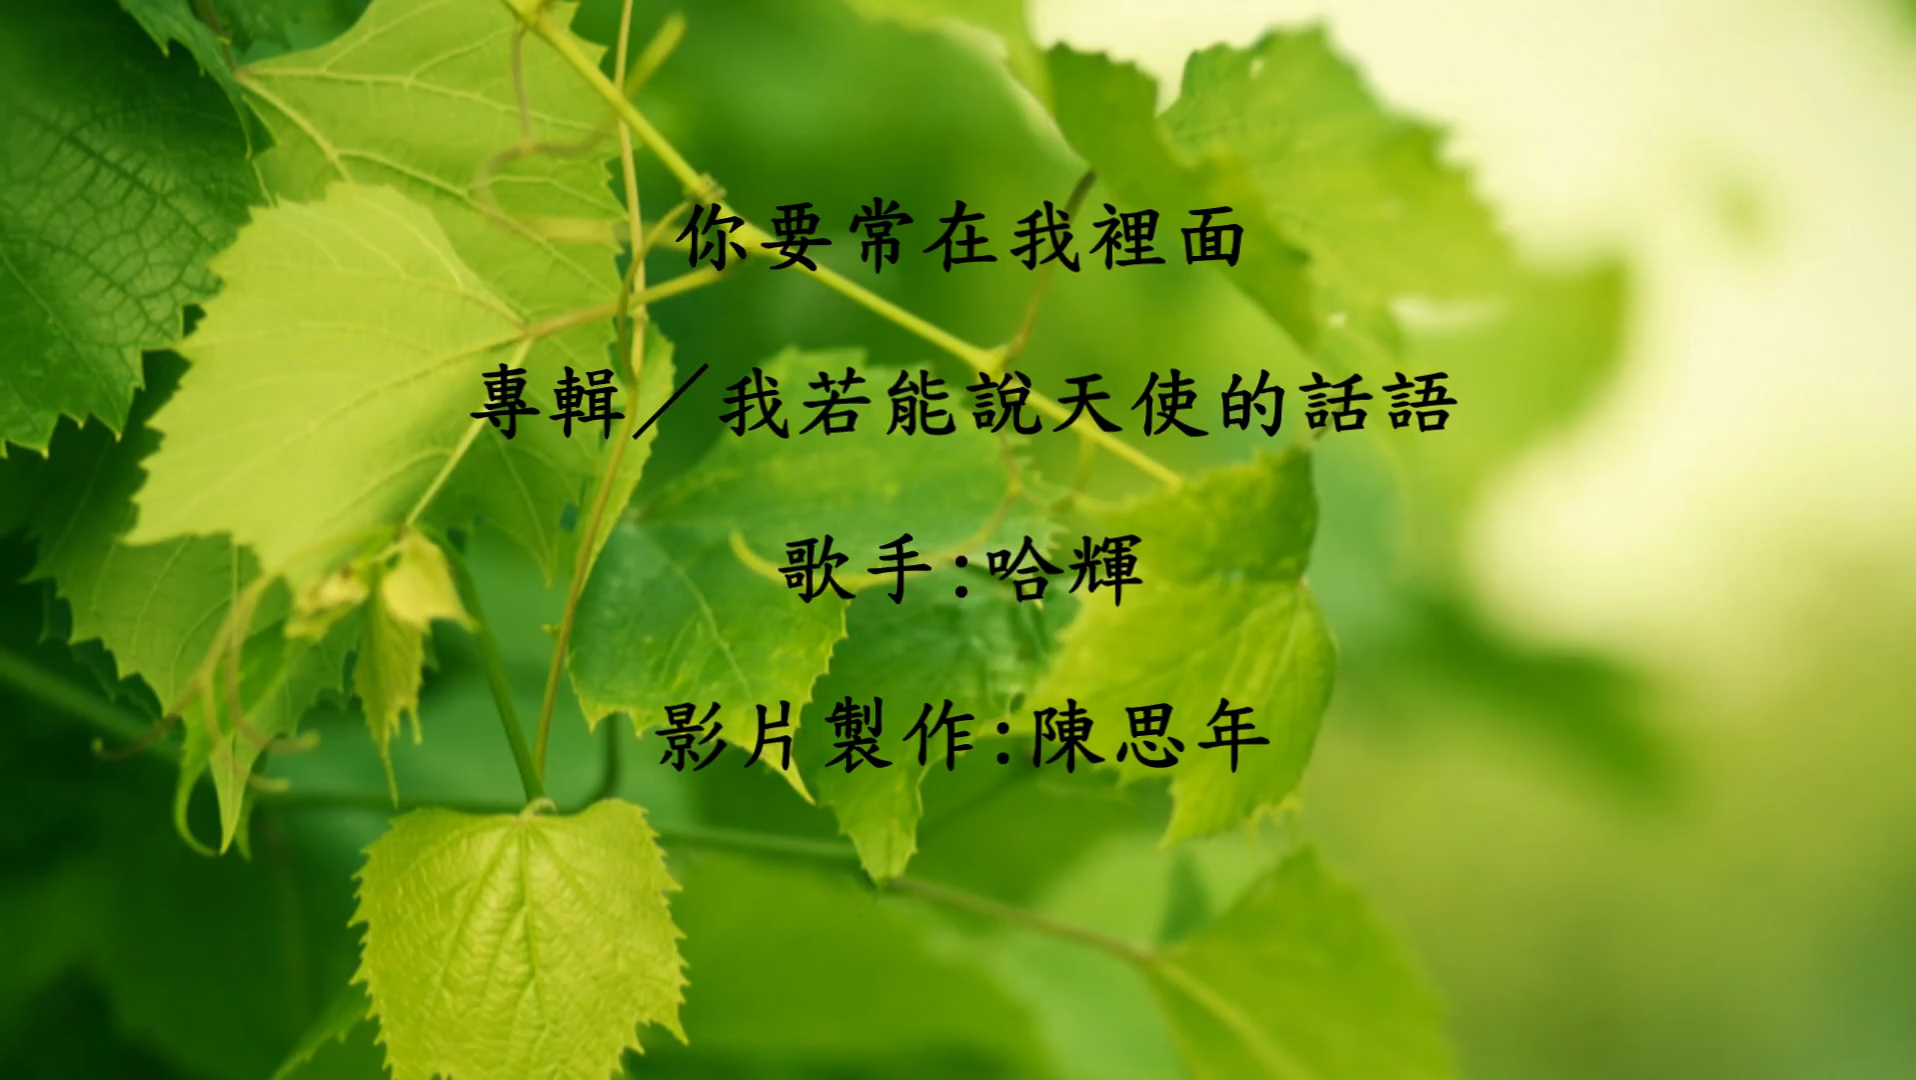 你要常在我裡面
專輯／我若能說天使的話語
歌手:哈輝
影片製作:陳思年